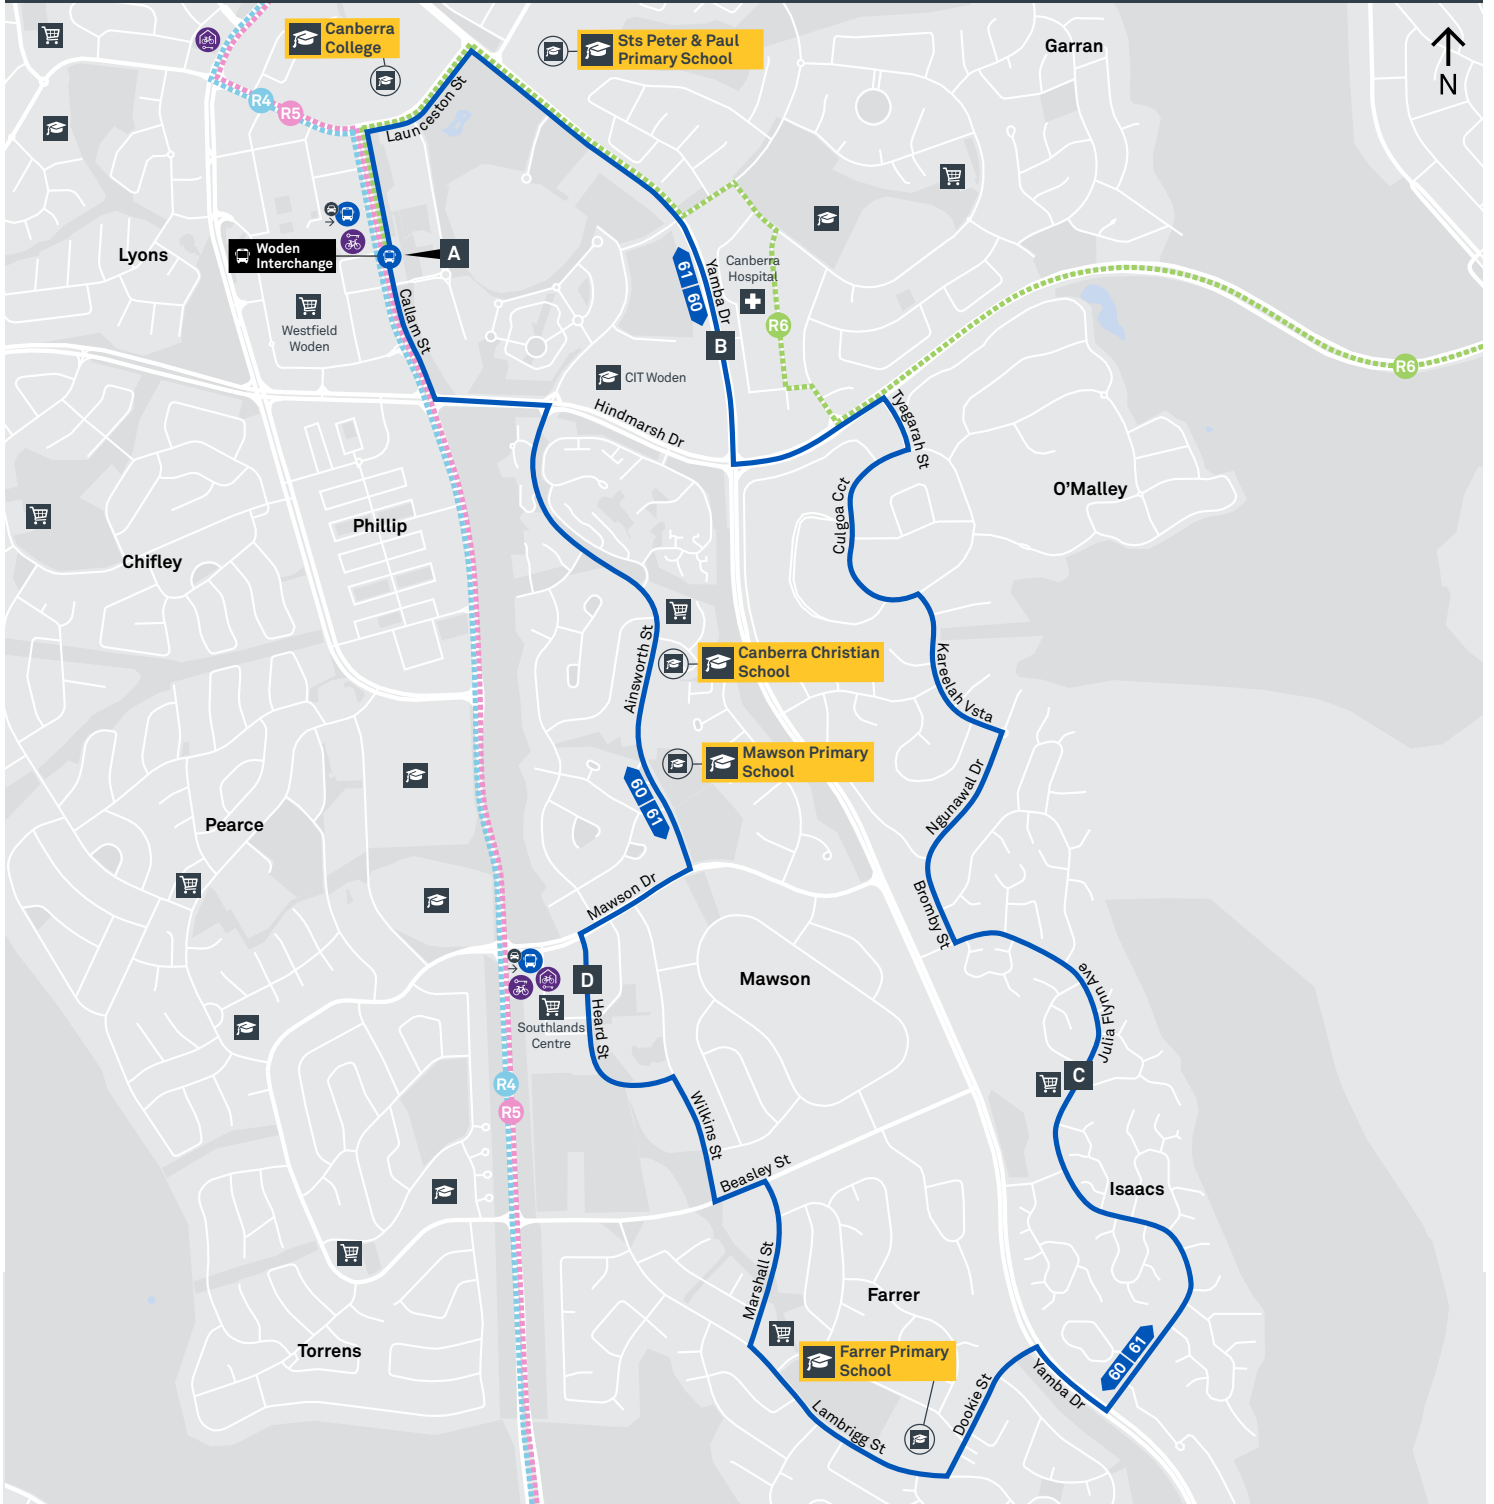 Canberra
College
Sts Peter & Paul
Primary School
Garran
N
R4
R5
Launceston St
Lyons
Woden
Interchange
A
Westfield
Woden
Callam St
61 60
Yamba Dr
Canberra
Hospital
B
R6
R6
CIT Woden
Hindmarsh Dr
Tyagarah St
O'Malley
Culgoa Cct
Phillip
Chifley
Ainsworth St
Canberra Christian
School
Kareelah Vsta
Mawson Primary
School
60 61
Ngunawal Dr
Pearce
Mawson Dr
Bromby St
Mawson
D
Heard St
Southlands
Centre
Julia Flynn Ave
C
R4
R5
Wilkins St
Beasley St
Isaacs
Marshall St
Farrer
Torrens
Farrer Primary
School
60 61
Yamba Dr
Dookie St
Lambrigg St